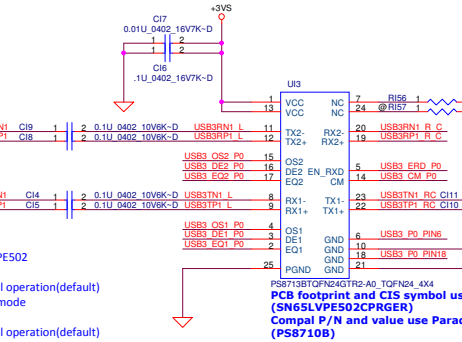 +3VS
CI7
0.01U_0402_16V7K~D
1 2
1 2
CI6
.1U_0402_16V7K~D
UI3
1 VCC NC 7 RI56 1
13 VCC NC 24 @ RI57 1
N1 CI9 1 2 0.1U_0402_10V6K~D USB3RN1_L 11 TX2- RX2- 20 USB3RN1_R_C
P1 CI8 1 2 0.1U_0402_10V6K~D USB3RP1_L 12 TX2+ RX2+ 19 USB3RP1_R_C
USB3_OS2_P0 15 OS2
USB3_DE2_P0 16 DE2 EN_RXD 5 USB3_ERD_P0
USB3_EQ2_P0 17 EQ2 CM 14 USB3_CM_P0
N1 CI4 1 2 0.1U_0402_10V6K~D USB3TN1_L 8 RX1- TX1- 23 USB3TN1_RC CI11
P1 CI5 1 2 0.1U_0402_10V6K~D USB3TP1_L 9 RX1+ TX1+ 22 USB3TP1_RC CI10
USB3_OS1_P0 4 OS1
USB3_DE1_P0 3 DE1 GND 6 USB3_P0_PIN6
USB3_EQ1_P0 2 EQ1 GND 10
GND 18 USB3_P0_PIN18
25 PGND GND 21
PE502
PS8713BTQFN24GTR2-A0_TQFN24_4X4
l operation(default)
PCB footprint and CIS symbol us
mode
(SN65LVPE502CPRGER)
Compal P/N and value use Parad
l operation(default)
(PS8710B)